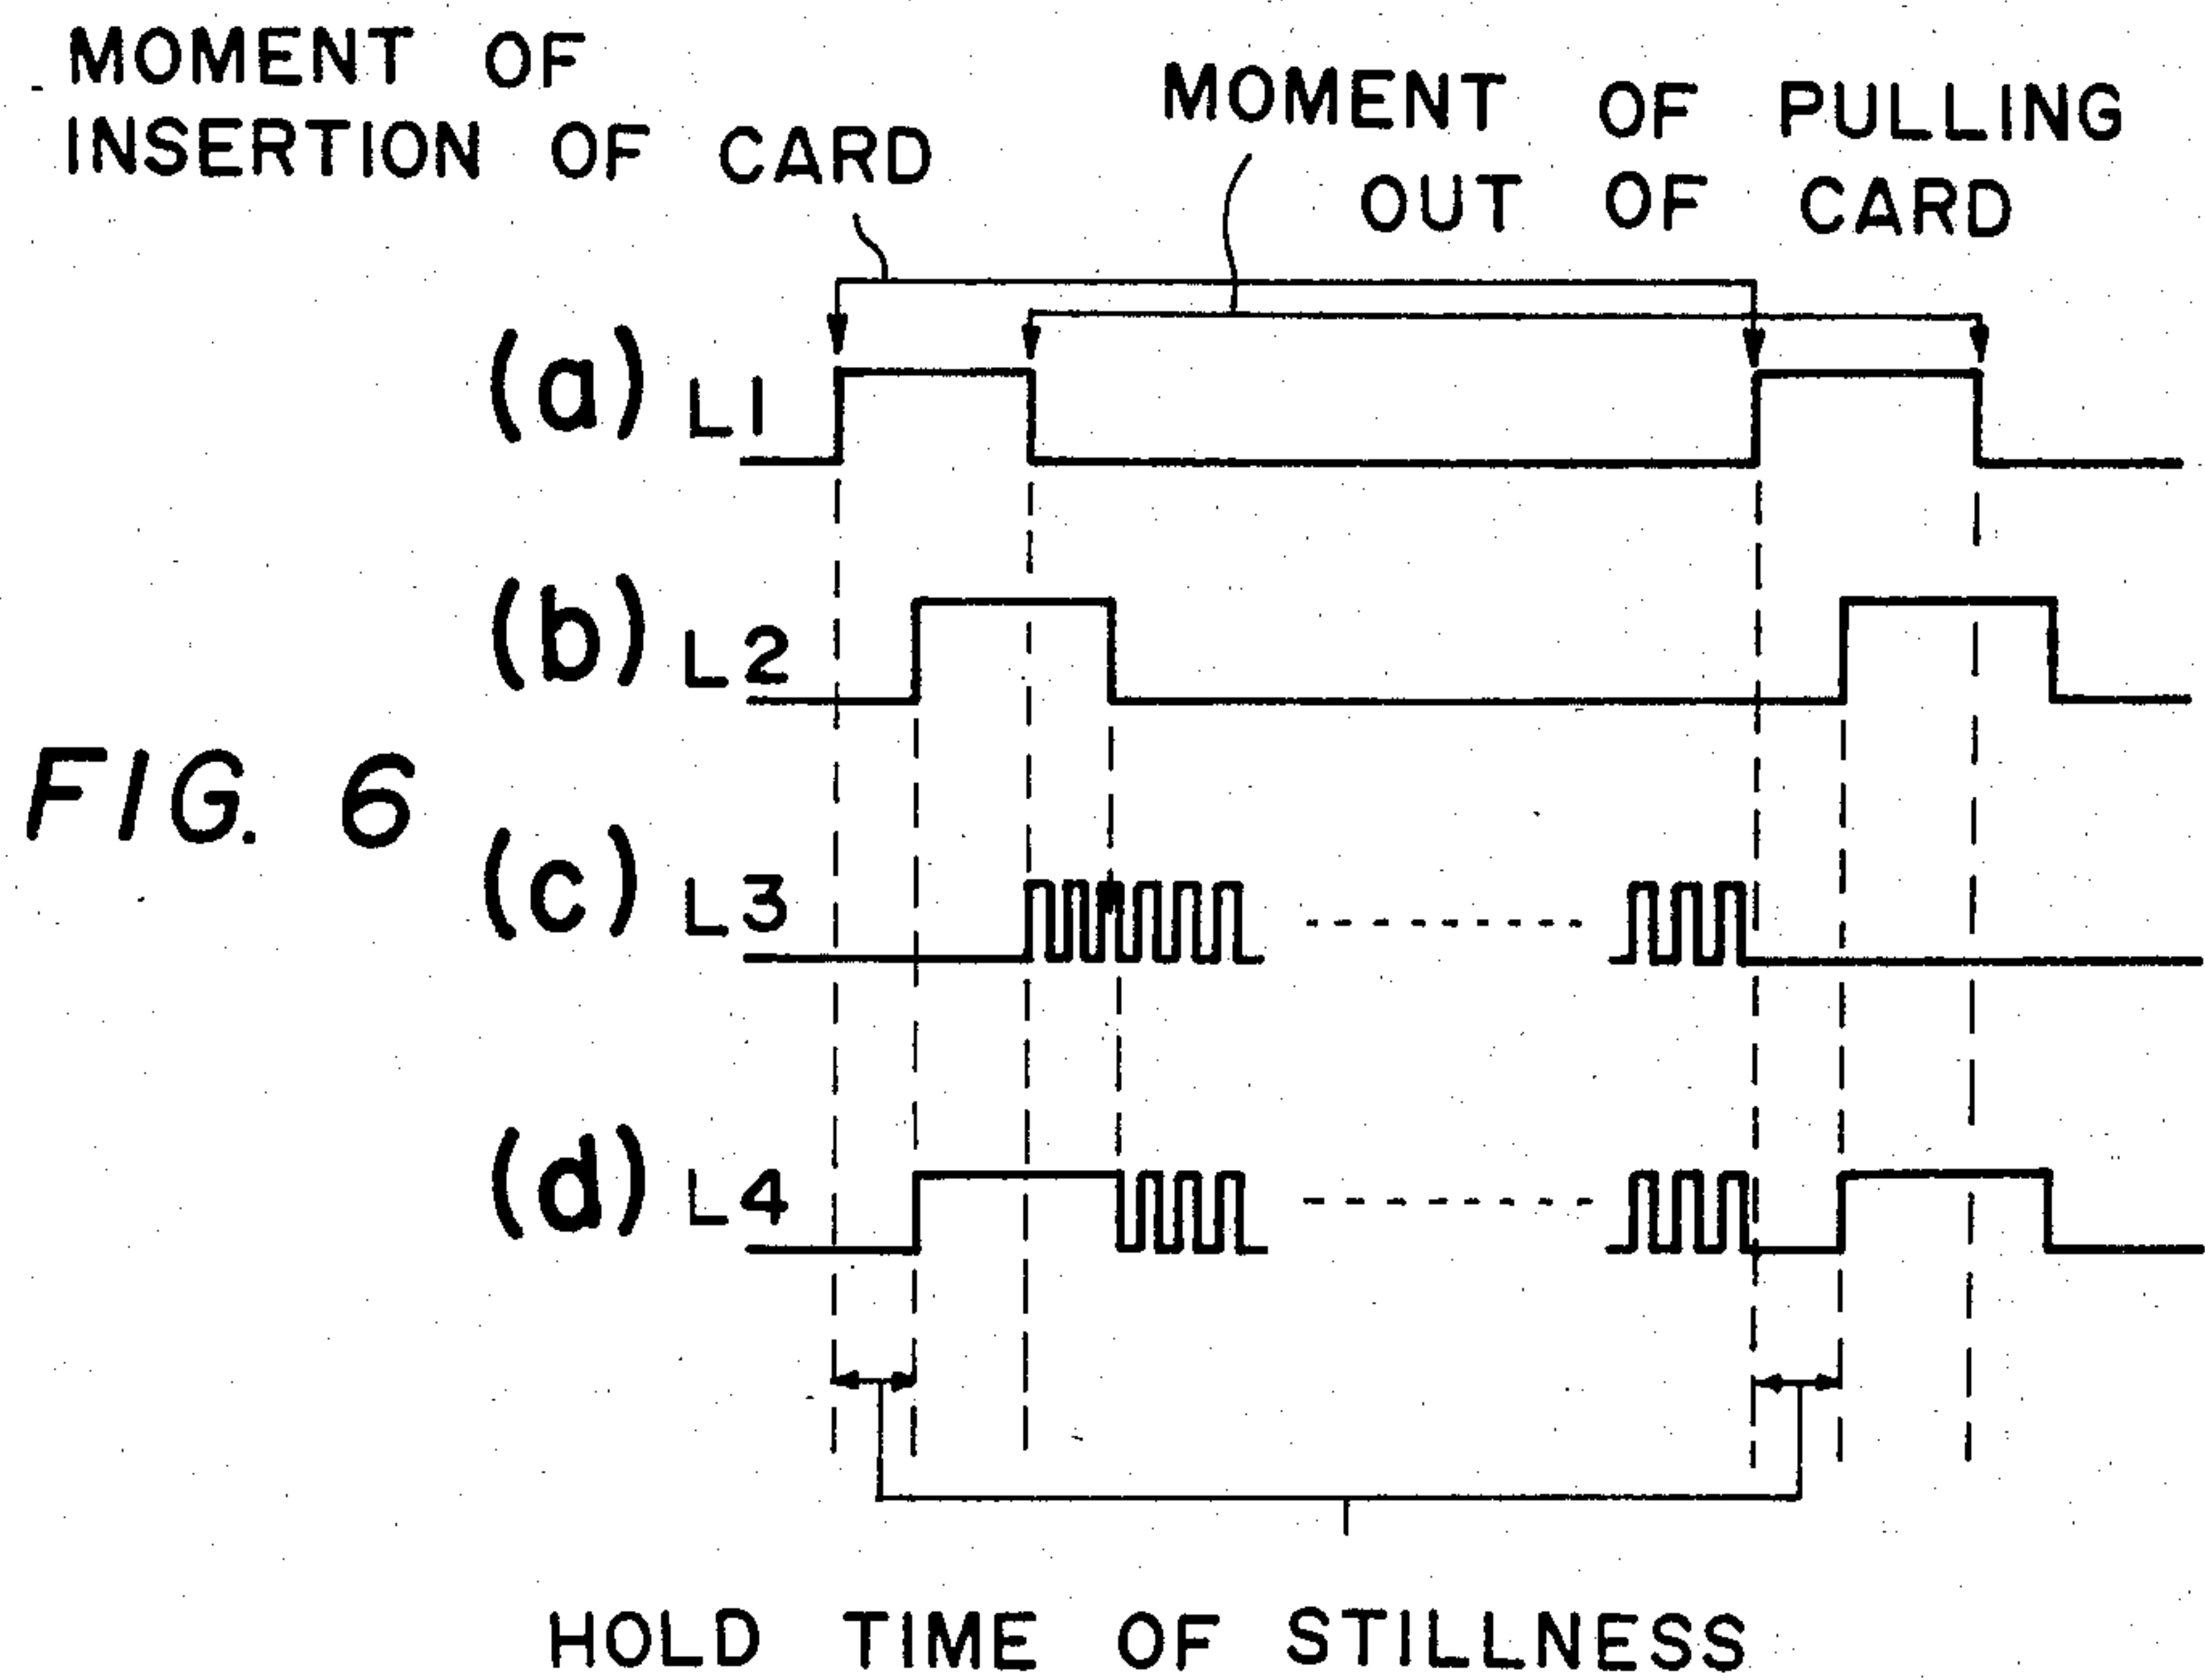 MOMENT OF
INSERTION OF CARD
MOMENT OF PULLING
OUT OF CARD
(a) L1
(b) L2
FIG. 6
(c) L3
(d) L4
HOLD TIME OF STILLNESS